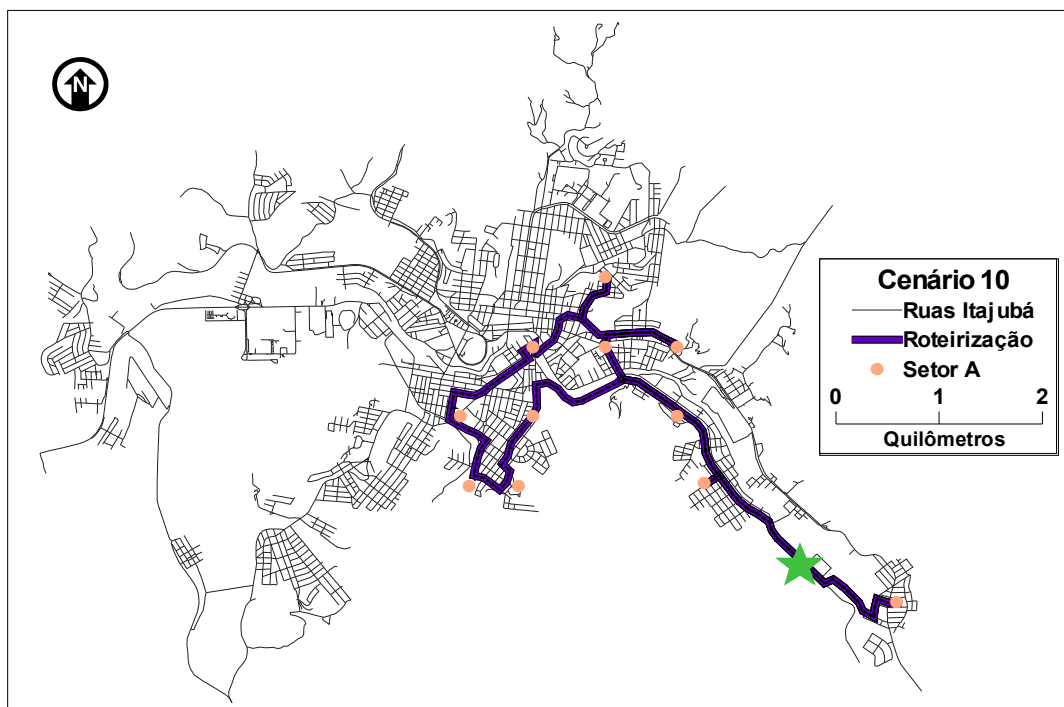 N
Cenário 10
Ruas Itajubá
Roteirização
Setor A
0 1 2
Quilômetros